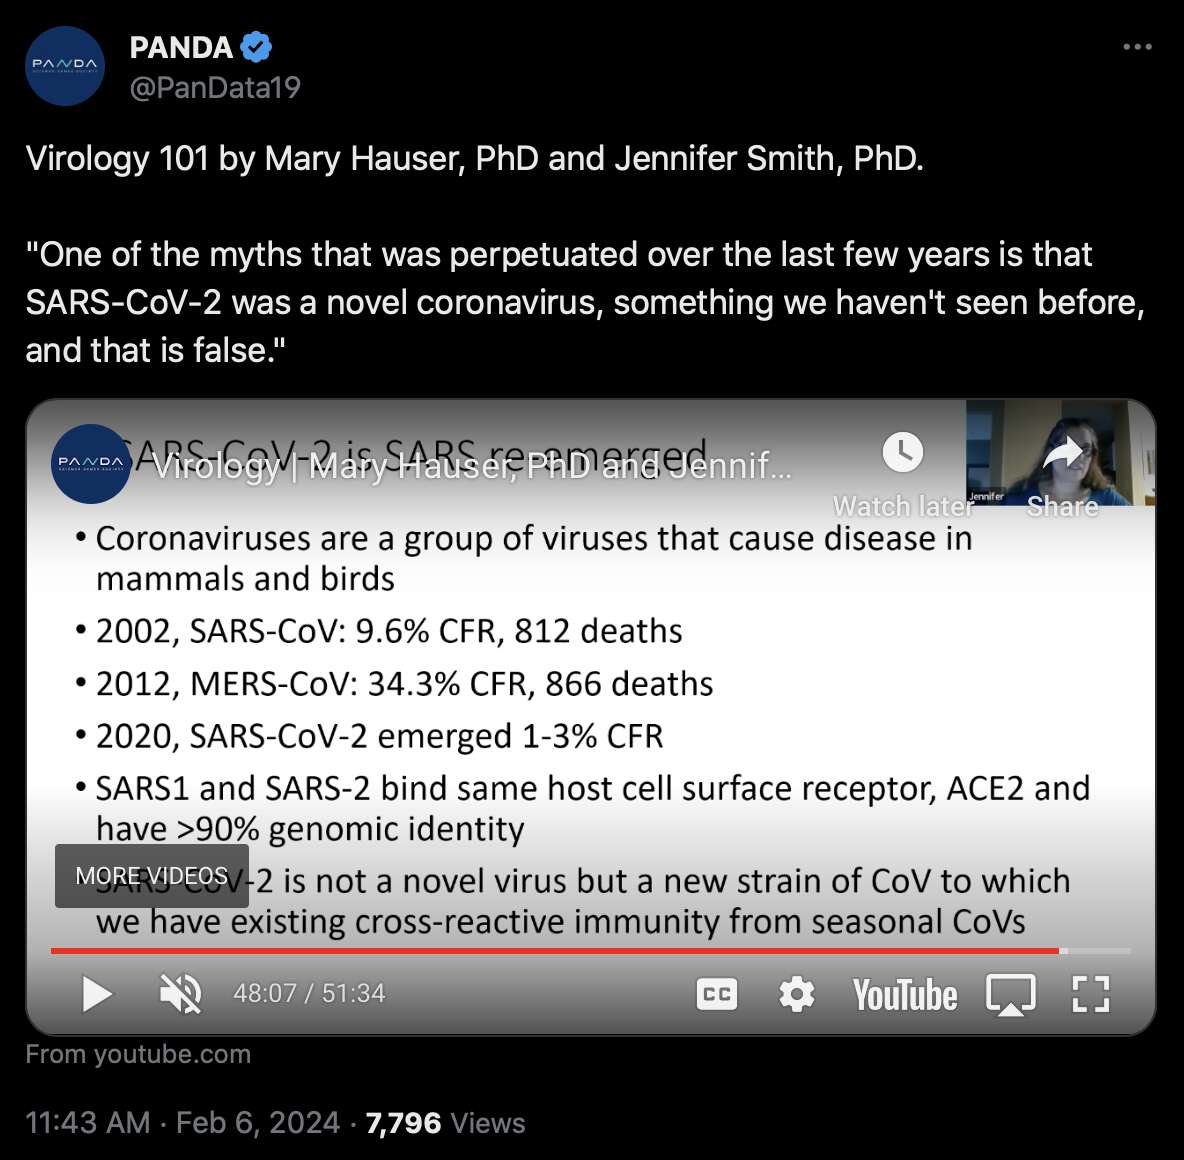 PANDA
PANDA
@PanData19
Virology 101 by Mary Hauser, PhD and Jennifer Smith, PhD.
"One of the myths that was perpetuated over the last few years is that
SARS-CoV-2 was a novel coronavirus, something we haven't seen before,
and that is false."
PANDA
SARS-CoV-2 is SARS re-emerged
Virology | Mary Hauser, PhD and Jennif...
Watch later
Jennifer
Share
• Coronaviruses are a group of viruses that cause disease in
mammals and birds
• 2002, SARS-CoV: 9.6% CFR, 812 deaths
• 2012, MERS-CoV: 34.3% CFR, 866 deaths
• 2020, SARS-CoV-2 emerged 1-3% CFR
• SARS1 and SARS-2 bind same host cell surface receptor, ACE2 and
have >90% genomic identity
MORE VIDEOS
• SARS-CoV-2 is not a novel virus but a new strain of CoV to which
we have existing cross-reactive immunity from seasonal CoVs
48:07 / 51:34
CC
YouTube
From youtube.com
11:43 AM · Feb 6, 2024 · 7,796 Views